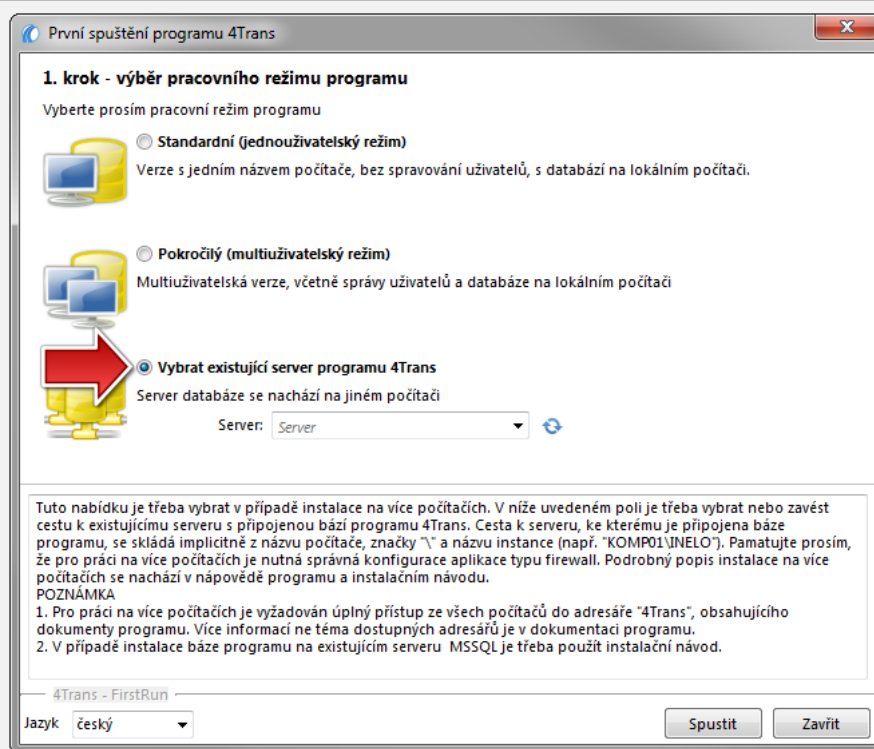 První spuštění programu 4Trans
1. krok - výběr pracovního režimu programu
Vyberte prosím pracovní režim programu
Standardní (jednouživatelský režim)
Verze s jedním názvem počítače, bez spravování uživatelů, s databází na lokálním počítači.
Pokročilý (multiuživatelský režim)
Multiuživatelská verze, včetně správy uživatelů a databáze na lokálním počítači
Vybrat existující server programu 4Trans
Server databáze se nachází na jiném počítači
Server: Server
Tuto nabídku je třeba vybrat v případě instalace na více počítačích. V níže uvedeném poli je třeba vybrat nebo zavést
cestu k existujícímu serveru s připojenou bází programu 4Trans. Cesta k serveru, ke kterému je připojena báze
programu, se skládá implicitně z názvu počítače, značky "\" a názvu instance (např. "KOMP01\INELO"). Pamatujte prosím,
že pro práci na více počítačích je nutná správná konfigurace aplikace typu firewall. Podrobný popis instalace na více
počítačích se nachází v nápovědě programu a instalačním návodu.
POZNÁMKA
1. Pro práci na více počítačích je vyžadován úplný přístup ze všech počítačů do adresáře "4Trans", obsahujícího
dokumenty programu. Více informací ne téma dostupných adresářů je v dokumentaci programu.
2. V případě instalace báze programu na existujícím serveru  MSSQL je třeba použít instalační návod.
4Trans - FirstRun
Jazyk český Spustit Zavřit